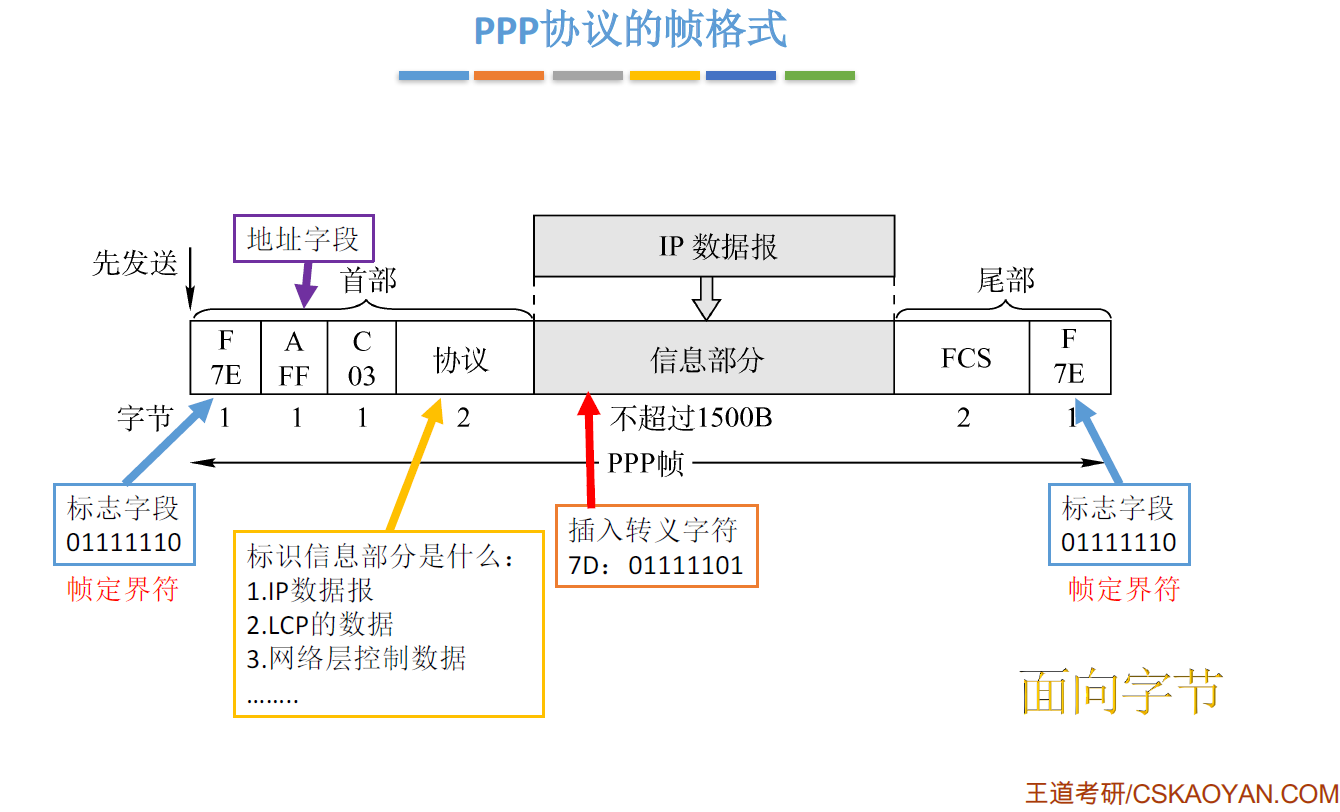 PPP协议的帧格式
地址字段
IP 数据报
先发送
首部
尾部
F
7E
A
FF
C
03
协议
信息部分
FCS
F
7E
字节
1
1
1
2
不超过1500B
2
1
PPP帧
标志字段
01111110
帧定界符
标识信息部分是什么：
1.IP数据报
2.LCP的数据
3.网络层控制数据
……..
插入转义字符
7D：01111101
标志字段
01111110
帧定界符
面向字节
王道考研/CSKAOYAN.COM